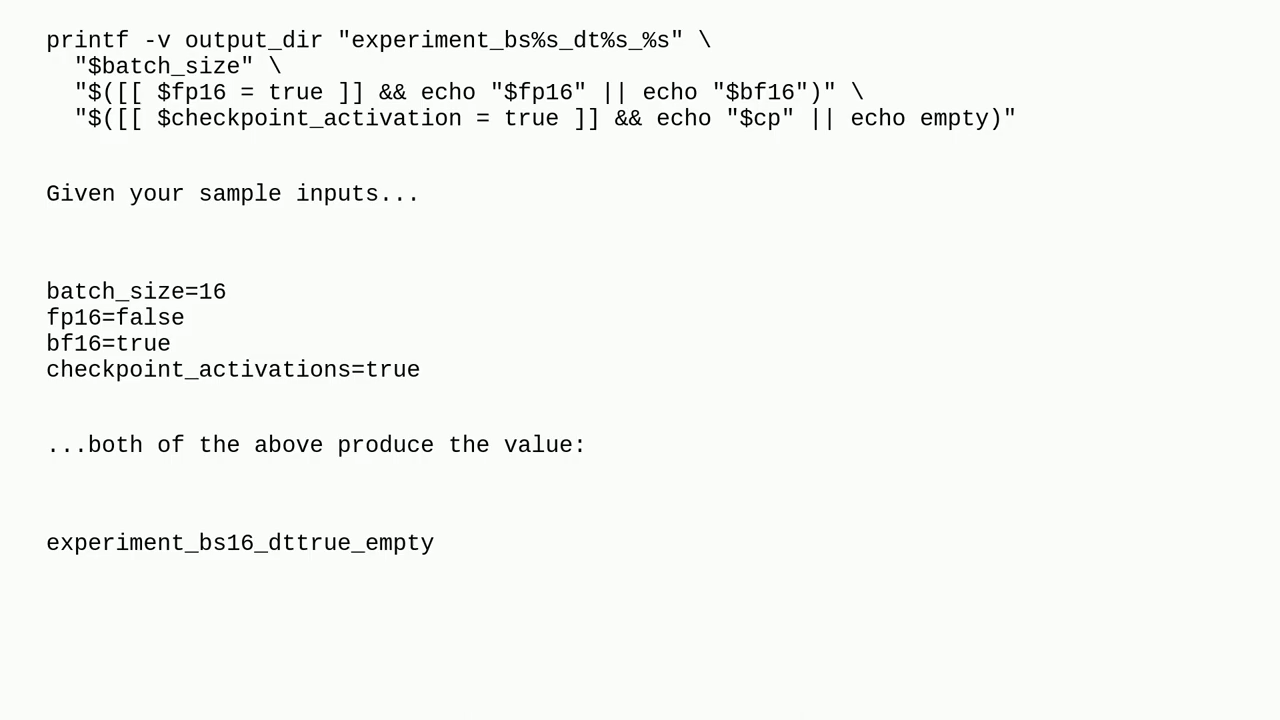 printf -v output_dir "experiment_bs%s_dt%s_%s" \
  "$batch_size" \
  "$([[ $fp16 = true ]] && echo "$fp16" || echo "$bf16")" \
  "$([[ $checkpoint_activation = true ]] && echo "$cp" || echo empty)"
Given your sample inputs...
batch_size=16
fp16=false
bf16=true
checkpoint_activations=true
...both of the above produce the value:
experiment_bs16_dttrue_empty